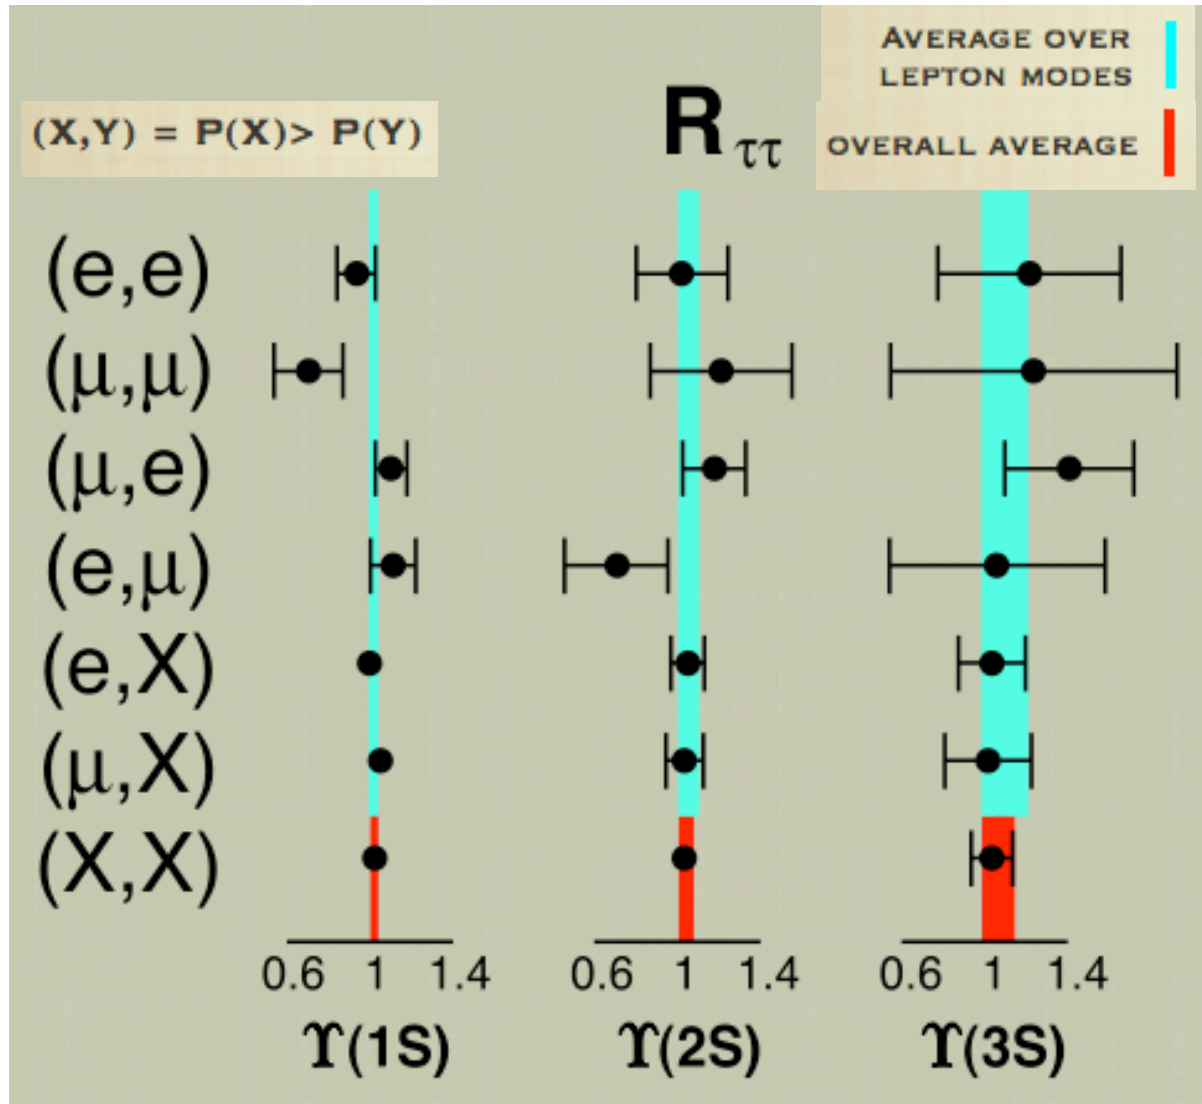 AVERAGE OVER
LEPTON MODES
(X,Y) = P(X)> P(Y)
R ττ
OVERALL AVERAGE
(e,e)
(μ,μ)
(μ,e)
(e,μ)
(e,X)
(μ,X)
(X,X)
0.6 1 1.4 0.6 1 1.4 0.6 1 1.4
ϒ(1S) ϒ(2S) ϒ(3S)